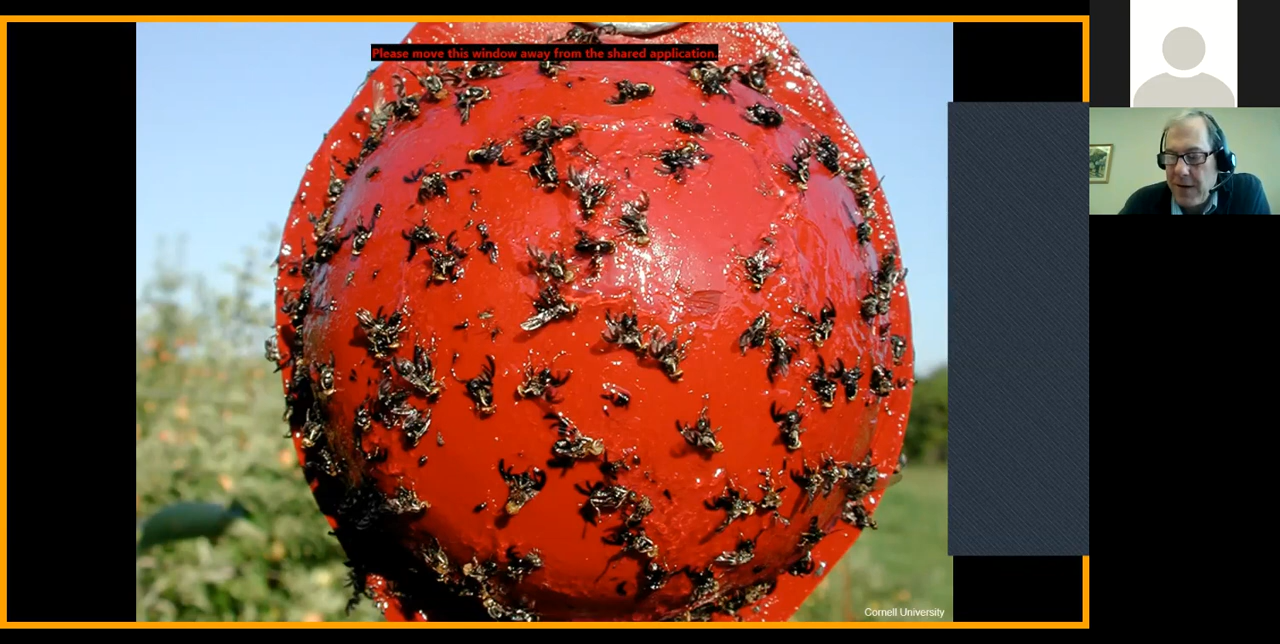 Please move this window away from the shared application.
Cornell University